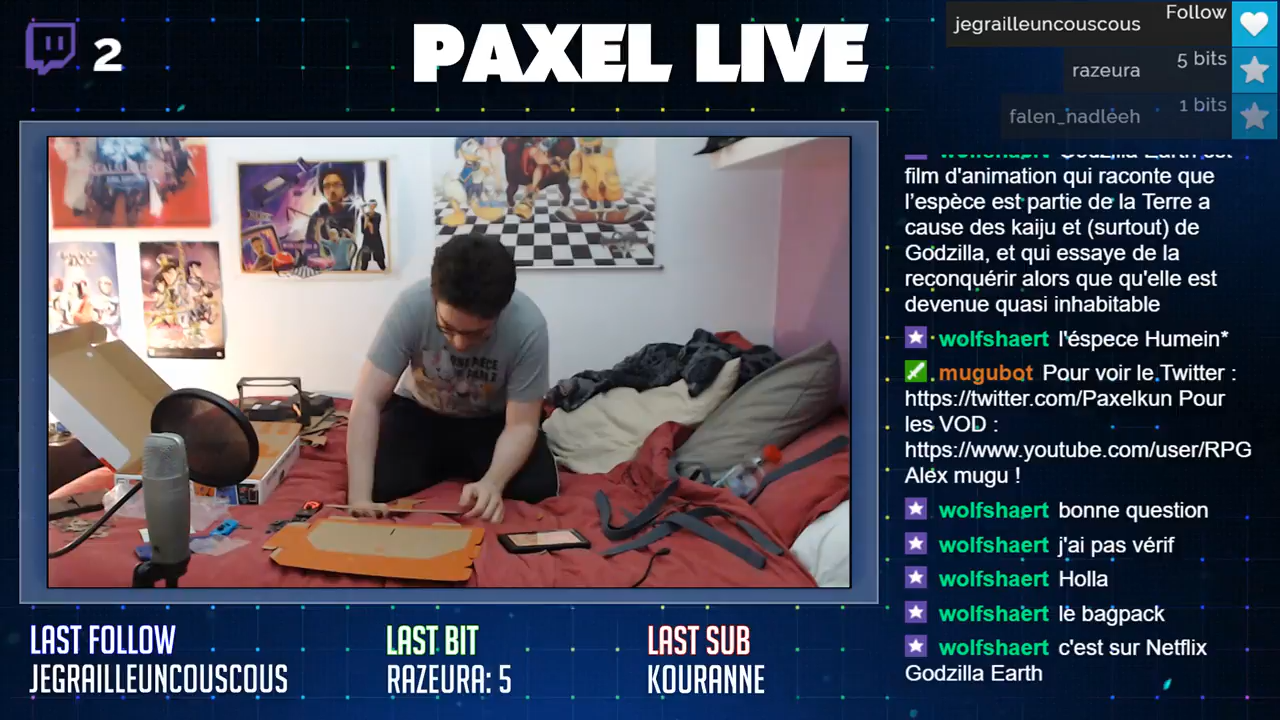 2
PAXEL LIVE
jegrailleuncouscous Follow
razeura 5 bits
falen_nadleeh 1 bits
wolfshaert Godzilla Earth est
film d'animation qui raconte que
l'espèce est partie de la Terre a
cause des kaiju et (surtout) de
Godzilla, et qui essaye de la
reconquérir alors que qu'elle est
devenue quasi inhabitable
wolfshaert l'éspece Humein*
mugubot Pour voir le Twitter :
https://twitter.com/Paxelkun Pour
les VOD :
https://www.youtube.com/user/RPG
Alex mugu !
wolfshaert bonne question
wolfshaert j'ai pas vérif
wolfshaert Holla
wolfshaert le bagpack
wolfshaert c'est sur Netflix
Godzilla Earth
LAST FOLLOW
JEGRAILLEUNCOUSCOUS
LAST BIT
RAZEURA: 5
LAST SUB
KOURANNE